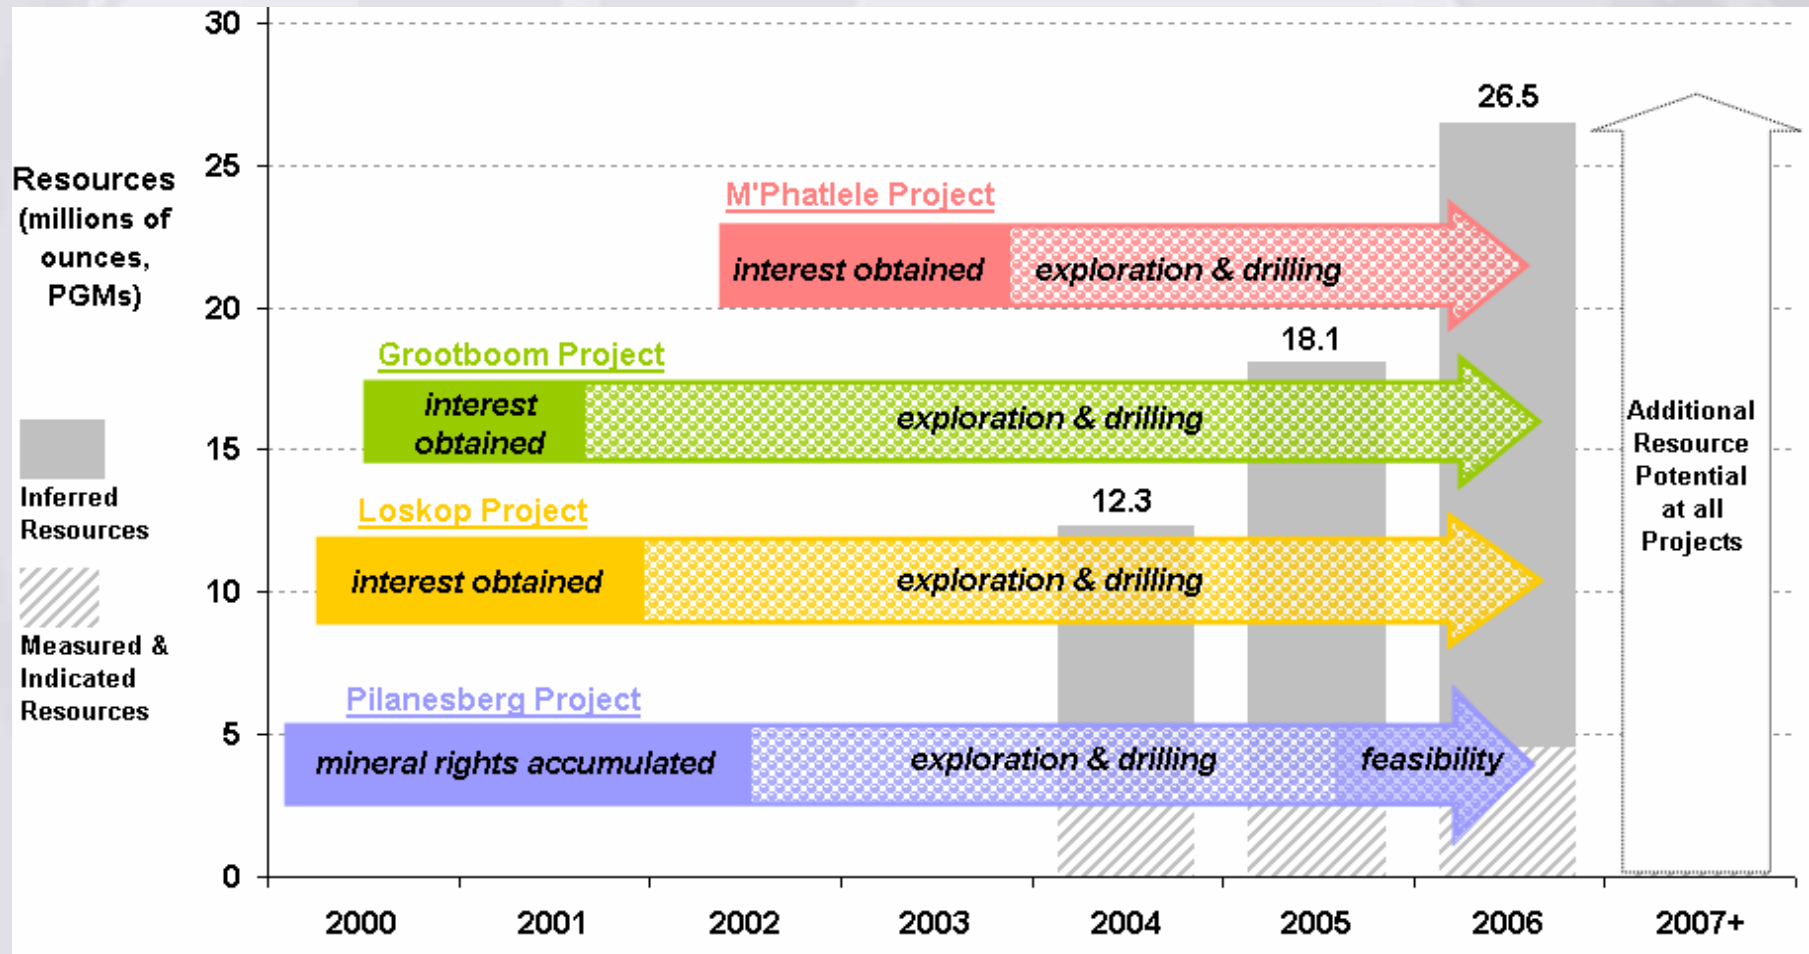 30
25
20
15
10
5
0
Resources
(millions of
ounces,
PGMs)
Inferred
Resources
Measured &
Indicated
Resources
26.5
M'Phatlele Project
interest obtained
exploration & drilling
18.1
Grootboom Project
interest
obtained
exploration & drilling
12.3
Loskop Project
interest obtained
exploration & drilling
Pilanesberg Project
mineral rights accumulated
exploration & drilling
feasibility
Additional
Resource
Potential
at all
Projects
2000
2001
2002
2003
2004
2005
2006
2007+